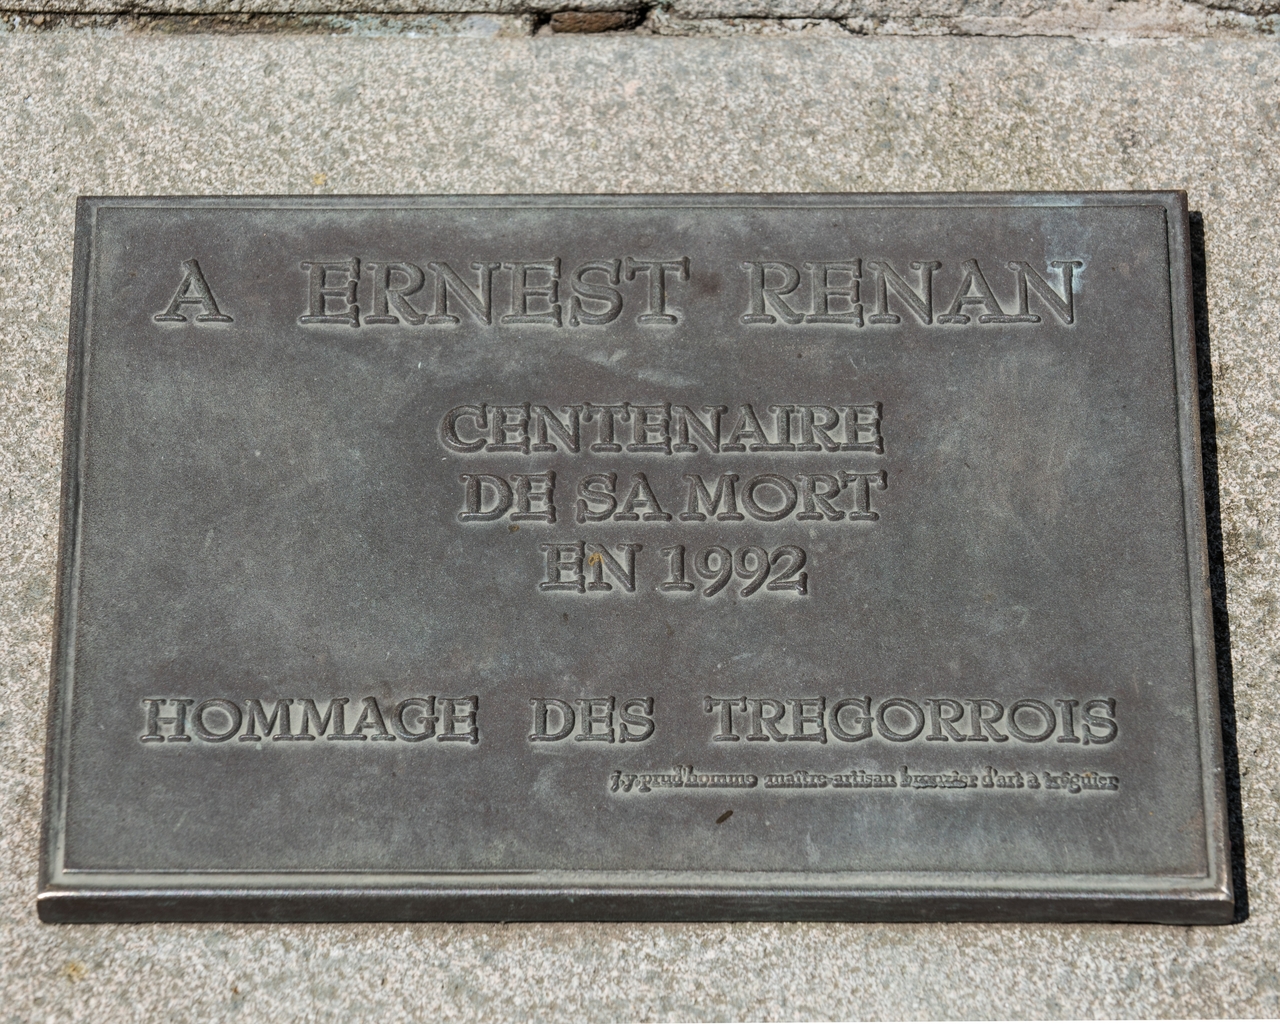 A ERNEST RENAN
CENTENAIRE
DE SA MORT
EN 1992
HOMMAGE DES TREGORROIS
j.y.prud'homme maître-artisan bronzier d'art à tréguier